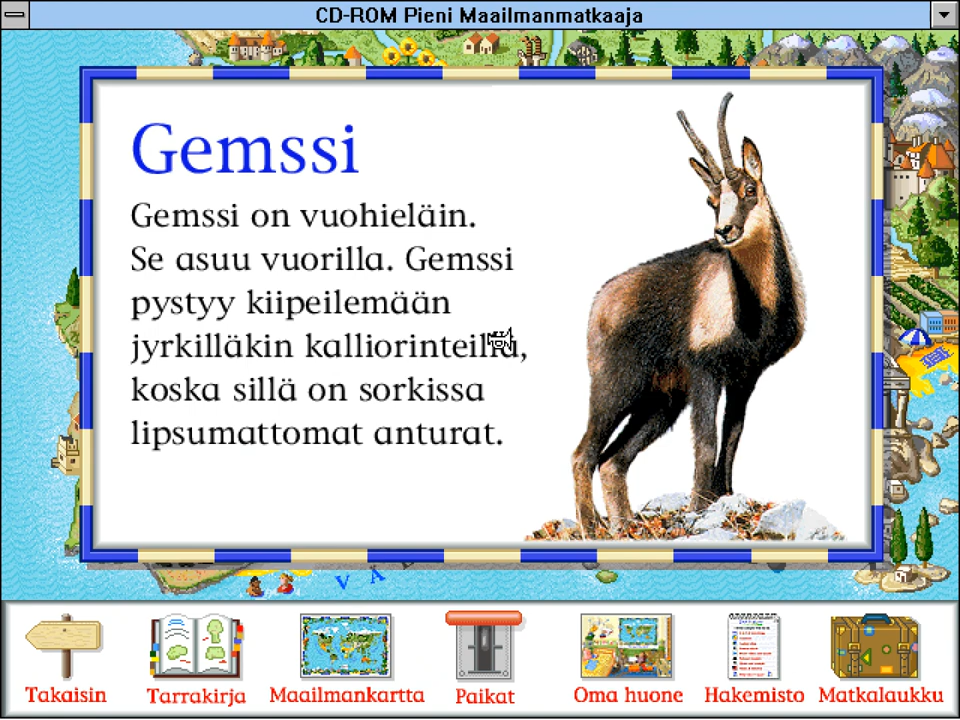 CD-ROM Pieni Maailmanmatkaaja
Gemssi
Gemssi on vuohieläin.
Se asuu vuorilla. Gemssi
pystyy kiipeilemään
jyrkilläkin kalliorinteillä,
koska sillä on sorkissa
lipsumattomat anturat.
V Ä
Takaisin
Tarrakirja
Maailmankartta
Paikat
Oma huone
Hakemisto
Matkalaukku